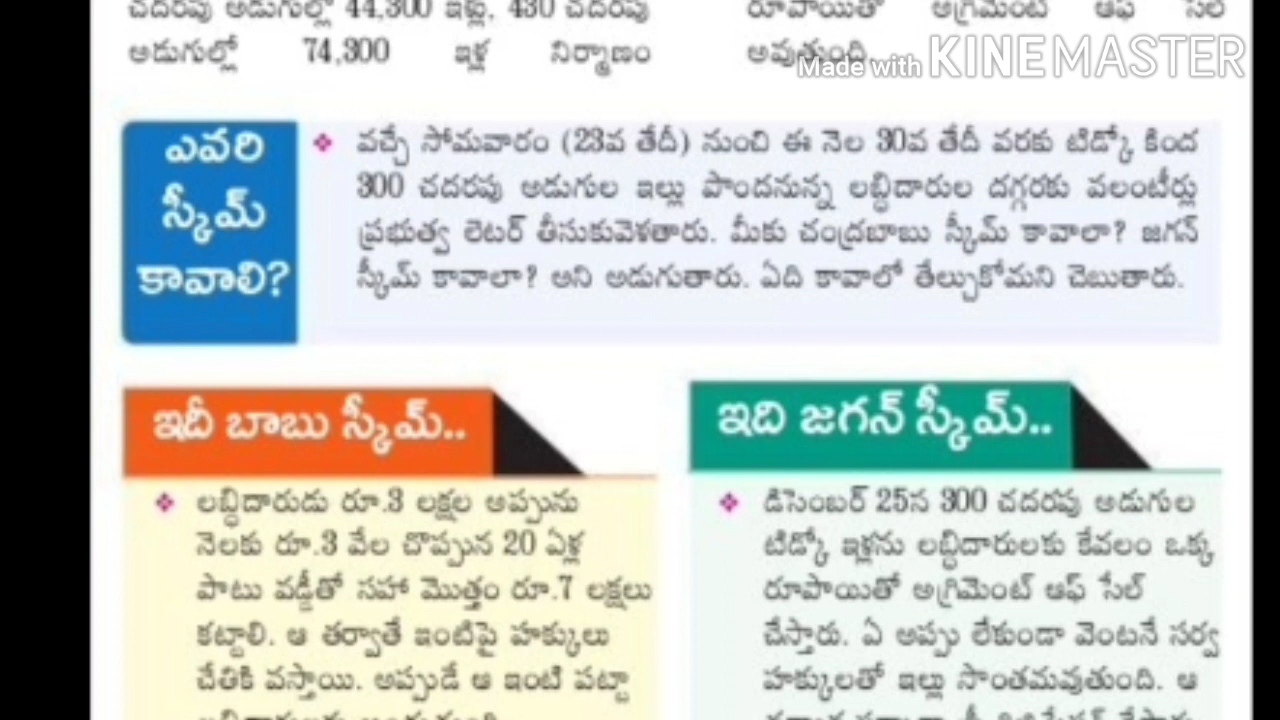 చదరపు అడుగుల్లో 44,300 ఇళ్లు, 430 చదరపు
అడుగుల్లో 74,300 ఇళ్ల నిర్మాణం
రూపాయితో అగ్రిమెంట్ ఆఫ్ సేల్
అవుతుంది
Made with KINEMASTER
ఎవరి
స్కీమ్
కావాలి?
❖ వచ్చే సోమవారం (23వ తేదీ) నుంచి ఈ నెల 30వ తేదీ వరకు టిడ్కో కింద
300 చదరపు అడుగుల ఇల్లు పొందనున్న లబ్ధిదారుల దగ్గరకు వలంటీర్లు
ప్రభుత్వ లెటర్ తీసుకువెళతారు. మీకు చంద్రబాబు స్కీమ్ కావాలా? జగన్
స్కీమ్ కావాలా? అని అడుగుతారు. ఏది కావాలో తేల్చుకోమని చెబుతారు.
ఇదీ బాబు స్కీమ్..
❖ లబ్ధిదారుడు రూ.3 లక్షల అప్పును
నెలకు రూ.3 వేల చొప్పున 20 ఏళ్ల
పాటు వడ్డీతో సహా మొత్తం రూ.7 లక్షలు
కట్టాలి. ఆ తర్వాతే ఇంటిపై హక్కులు
చేతికి వస్తాయి. అప్పుడే ఆ ఇంటి పట్టా
ఇది జగన్ స్కీమ్..
❖ డిసెంబర్ 25న 300 చదరపు అడుగుల
టిడ్కో ఇళ్లను లబ్ధిదారులకు కేవలం ఒక్క
రూపాయితో అగ్రిమెంట్ ఆఫ్ సేల్
చేస్తారు. ఏ అప్పు లేకుండా వెంటనే సర్వ
హక్కులతో ఇల్లు సొంతమవుతుంది. ఆ